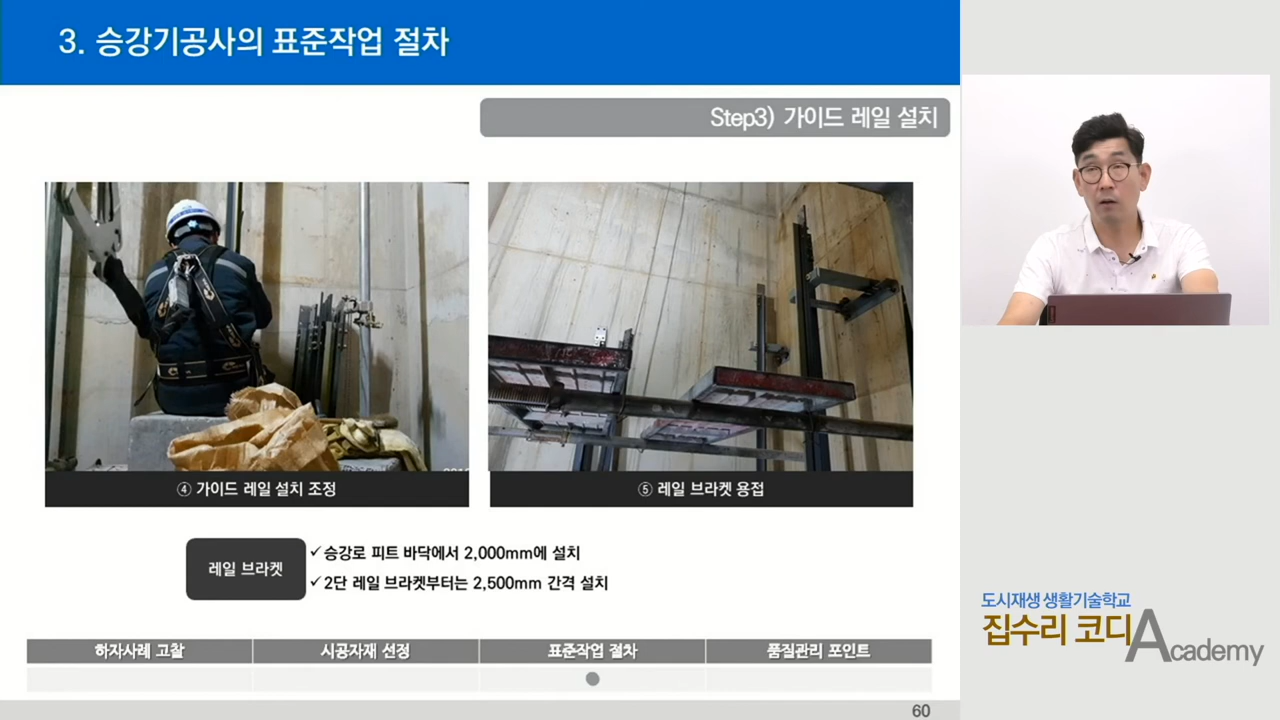 3. 승강기공사의 표준작업 절차
Step3) 가이드 레일 설치
④ 가이드 레일 설치 조정
⑤ 레일 브라켓 용접
레일 브라켓
✓승강로 피트 바닥에서 2,000mm에 설치
✓2단 레일 브라켓부터는 2,500mm 간격 설치
하자사례 고찰
시공자재 선정
표준작업 절차
품질관리 포인트
60
도시재생 생활기술학교
집수리 코디Academy